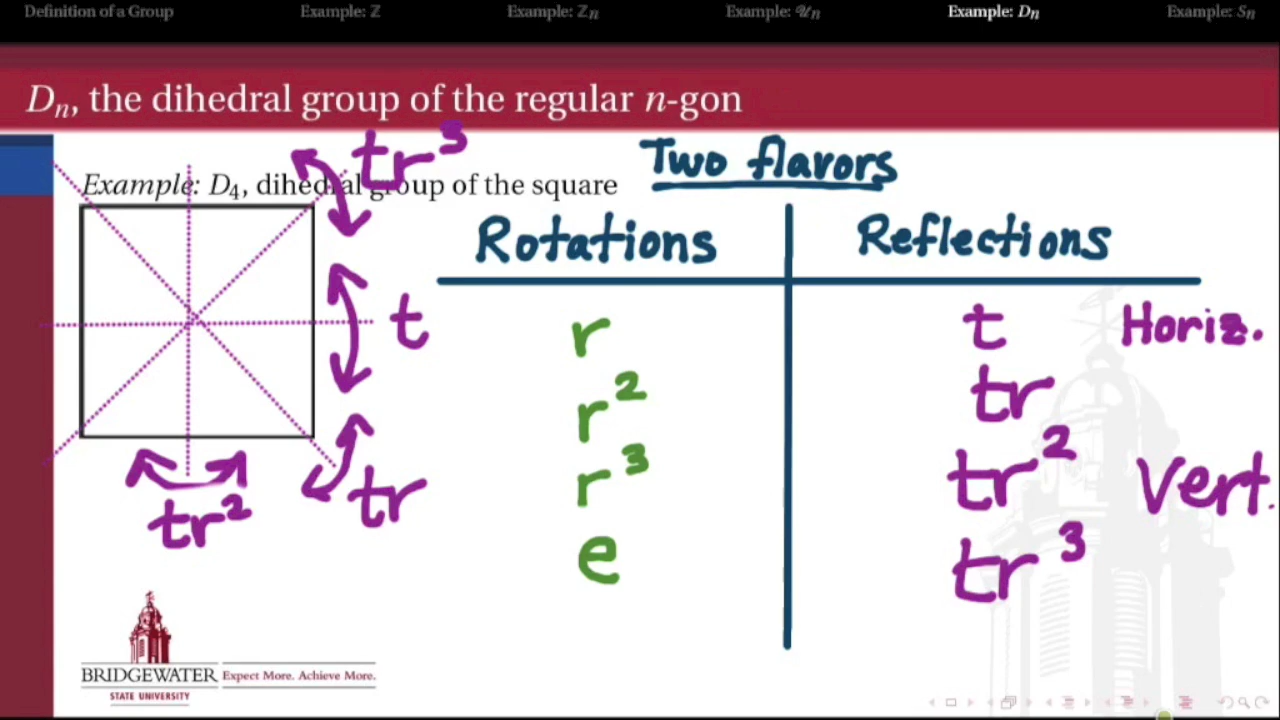 Definition of a Group Example: ℤ Example: ℤn Example: 𝒰n Example: Dn Example: Sn
Dn, the dihedral group of the regular n-gon
Example: D4, dihedral group of the square
tr³
t
tr
tr²
Two flavors
Rotations Reflections
r t Horiz.
r² tr
r³ tr² Vert.
e tr³
BRIDGEWATER
STATE UNIVERSITY
Expect More. Achieve More.